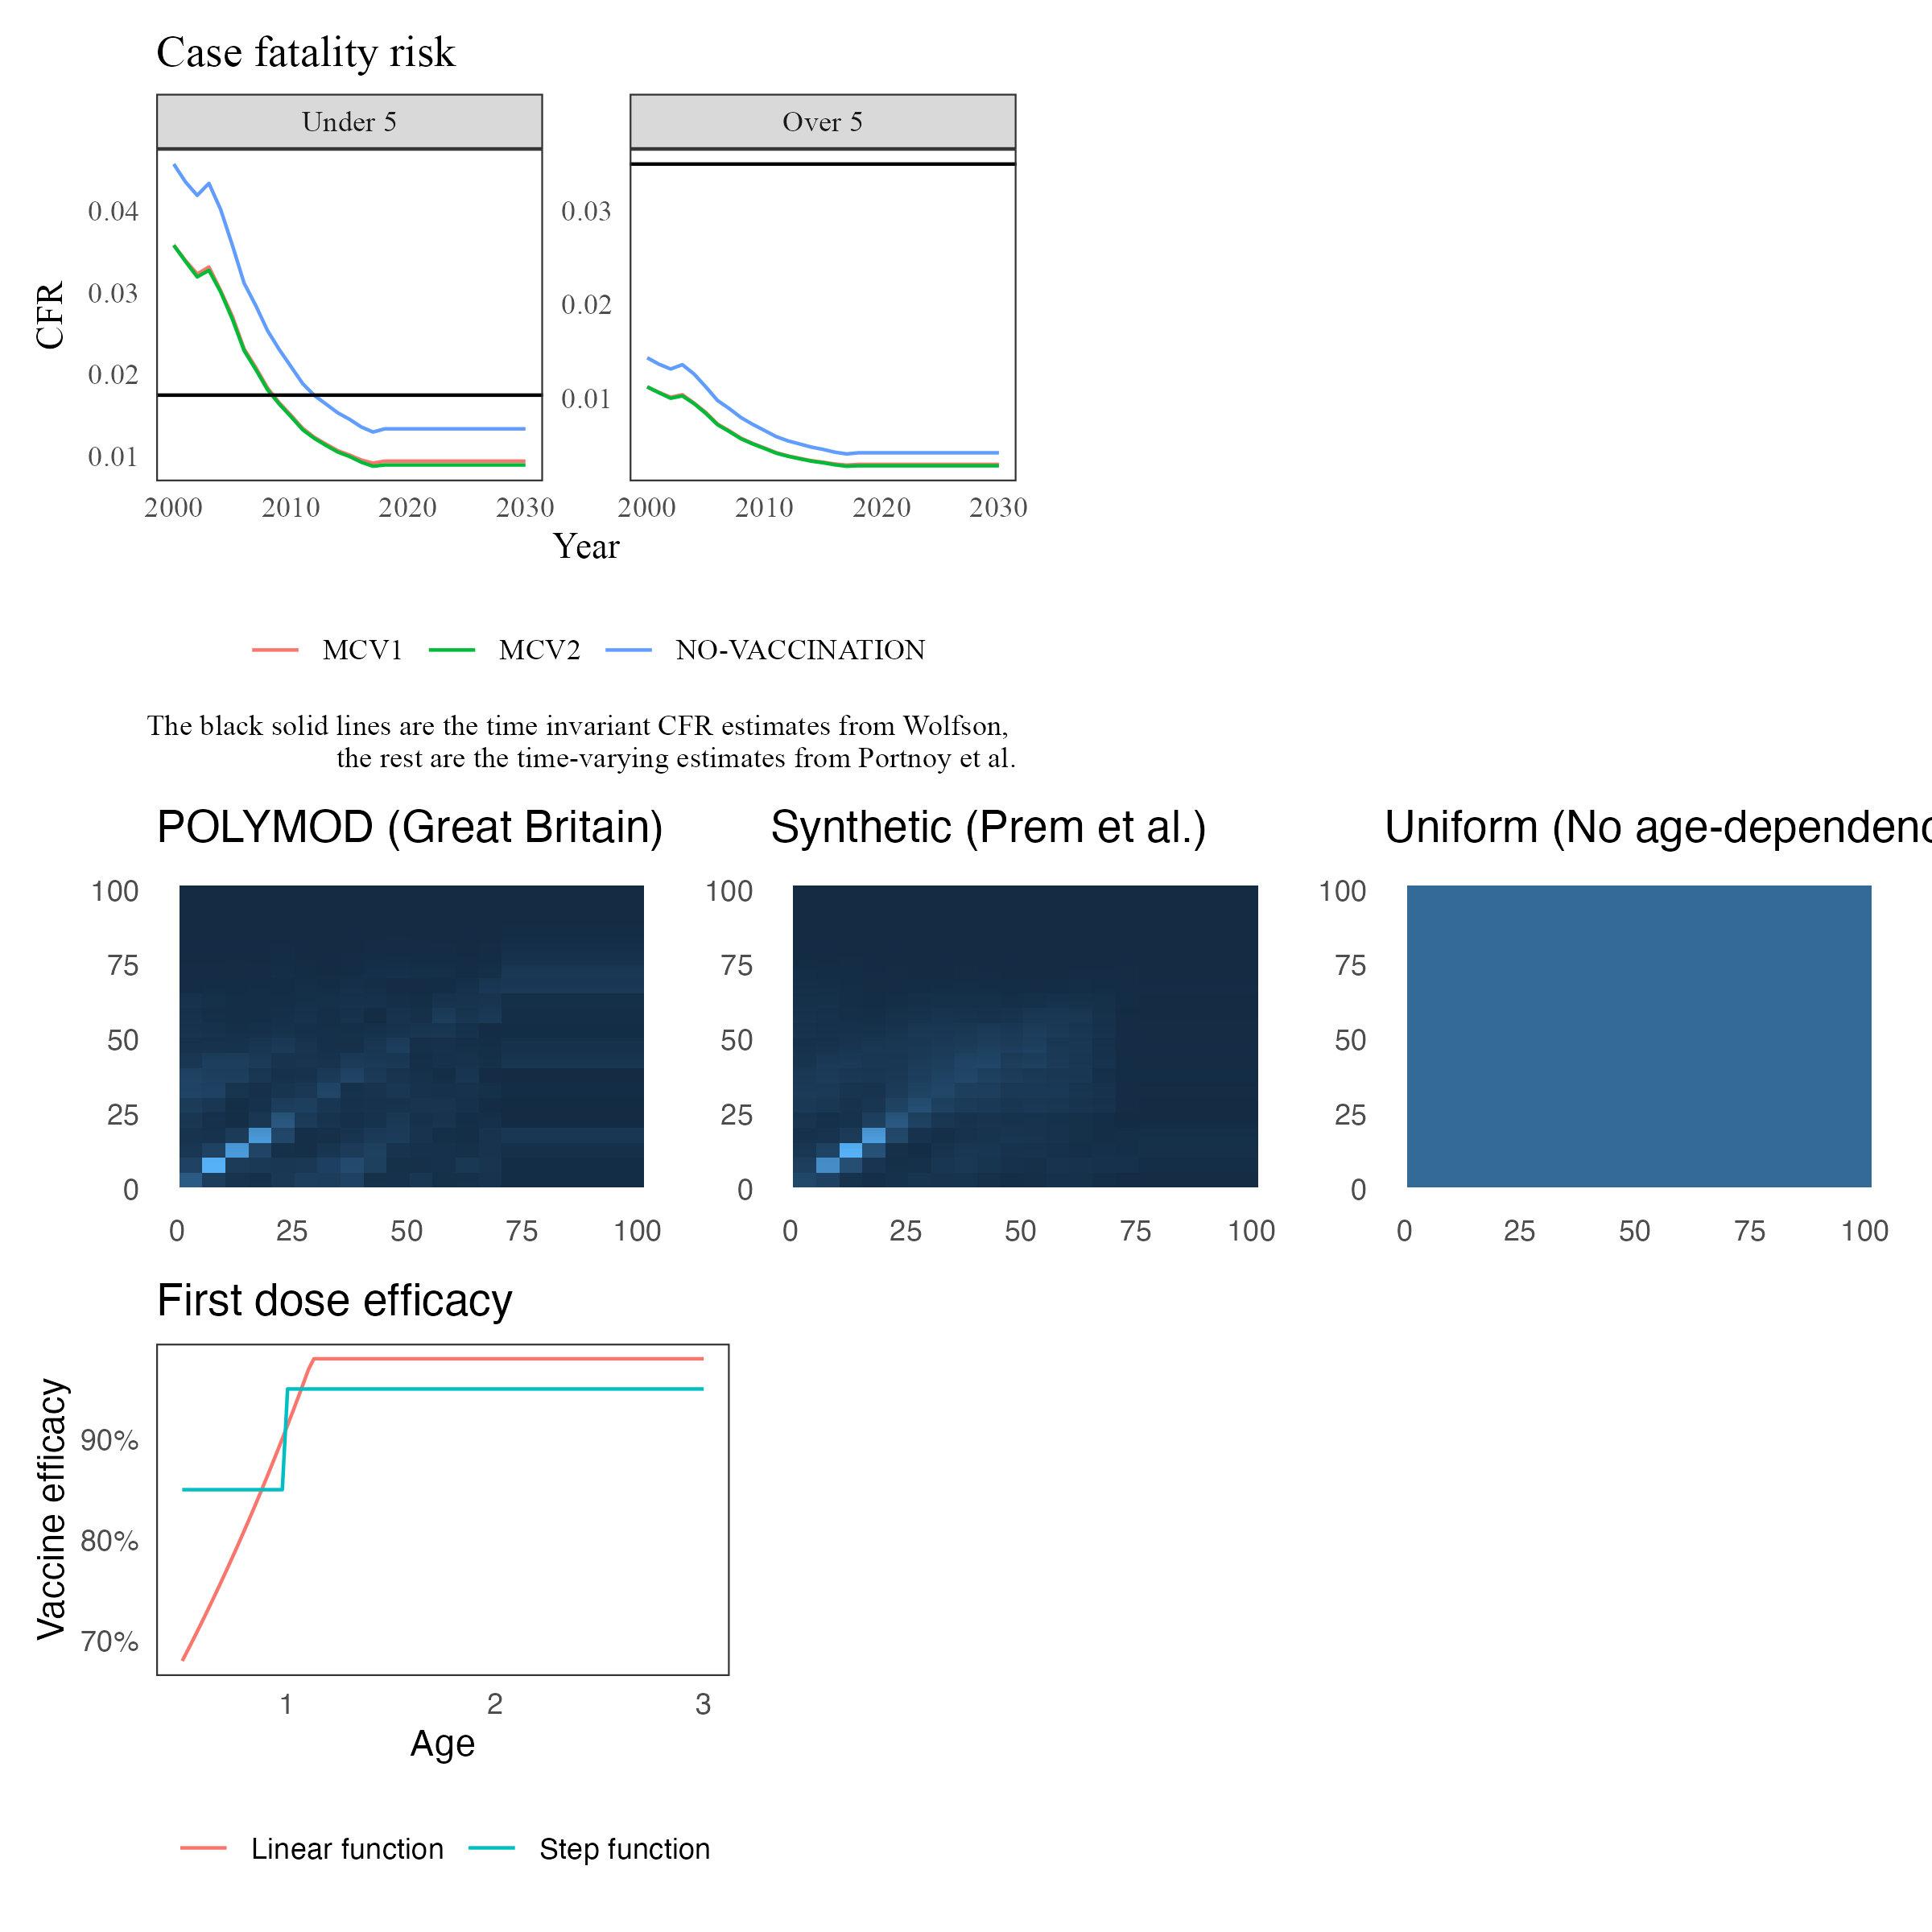 Case fatality risk
Under 5
Over 5
CFR
0.04
0.03
0.02
0.01
0.03
0.02
0.01
2000 2010 2020 2030
2000 2010 2020 2030
Year
MCV1 MCV2 NO-VACCINATION
The black solid lines are the time invariant CFR estimates from Wolfson,
the rest are the time-varying estimates from Portnoy et al.
POLYMOD (Great Britain)
100
75
50
25
0
0 25 50 75 100
Synthetic (Prem et al.)
100
75
50
25
0
0 25 50 75 100
Uniform (No age-dependenc
100
75
50
25
0
0 25 50 75 100
First dose efficacy
Vaccine efficacy
90%
80%
70%
1 2 3
Age
Linear function Step function